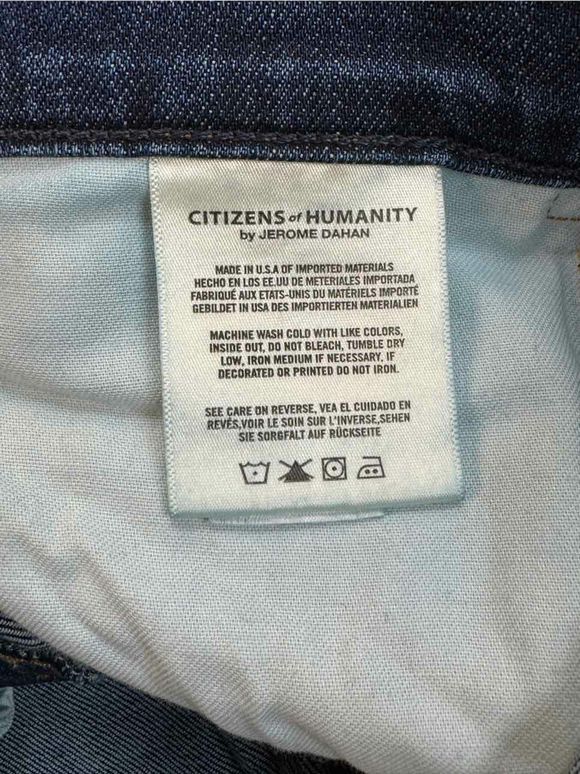 CITIZENS of HUMANITY
by JEROME DAHAN
MADE IN U.S.A OF IMPORTED MATERIALS
HECHO EN LOS EE.UU DE METERIALES IMPORTADA
FABRIQUÉ AUX ETATS-UNIS DU MATÉRIELS IMPORTÉ
GEBILDET IN USA DES IMPORTIERTEN MATERIALIEN
MACHINE WASH COLD WITH LIKE COLORS,
INSIDE OUT, DO NOT BLEACH, TUMBLE DRY
LOW, IRON MEDIUM IF NECESSARY. IF
DECORATED OR PRINTED DO NOT IRON.
SEE CARE ON REVERSE, VEA EL CUIDADO EN
REVÉS,VOIR LE SOIN SUR L'INVERSE,SEHEN
SIE SORGFALT AUF RÜCKSEITE